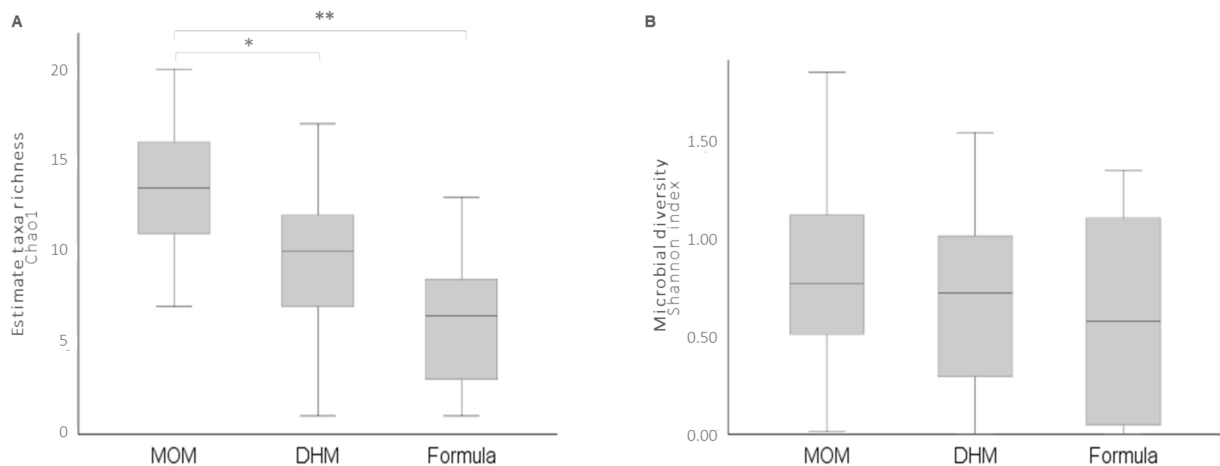 A
**
*
Estimate taxa richness
Chao1
20
15
10
5
0
MOM DHM Formula
B
Microbial diversity
Shannon index
1.50
1.00
0.50
0.00
MOM DHM Formula